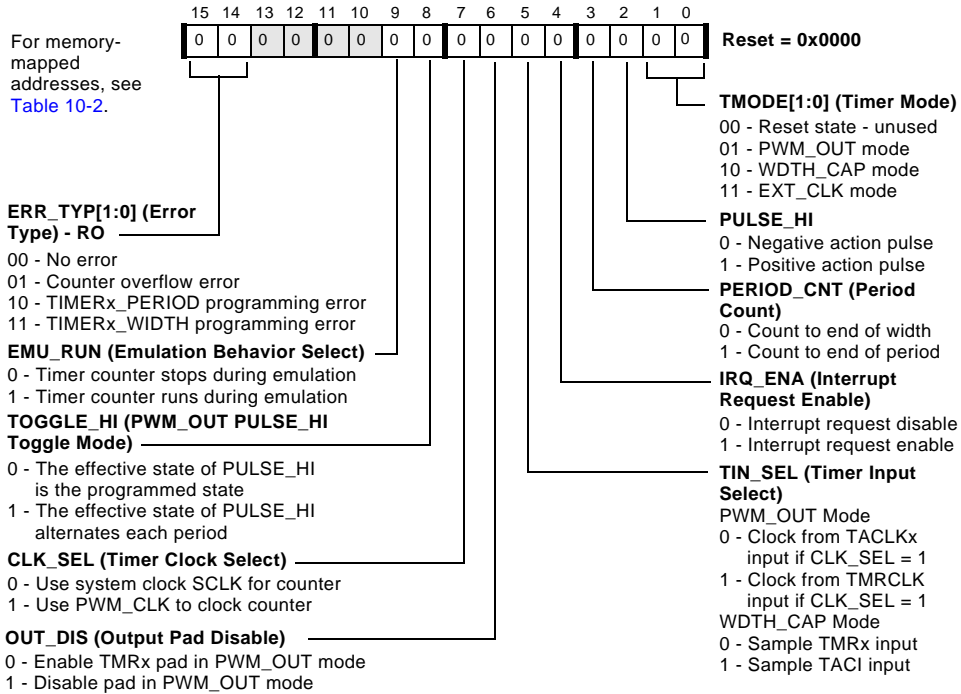 15 14 13 12 11 10 9 8 7 6 5 4 3 2 1 0
0 0 0 0 0 0 0 0 0 0 0 0 0 0 0 0
Reset = 0x0000
For memory-
mapped
addresses, see
Table 10-2.
ERR_TYP[1:0] (Error
Type) - RO
00 - No error
01 - Counter overflow error
10 - TIMERx_PERIOD programming error
11 - TIMERx_WIDTH programming error
EMU_RUN (Emulation Behavior Select)
0 - Timer counter stops during emulation
1 - Timer counter runs during emulation
TOGGLE_HI (PWM_OUT PULSE_HI
Toggle Mode)
0 - The effective state of PULSE_HI
is the programmed state
1 - The effective state of PULSE_HI
alternates each period
CLK_SEL (Timer Clock Select)
0 - Use system clock SCLK for counter
1 - Use PWM_CLK to clock counter
OUT_DIS (Output Pad Disable)
0 - Enable TMRx pad in PWM_OUT mode
1 - Disable pad in PWM_OUT mode
TMODE[1:0] (Timer Mode)
00 - Reset state - unused
01 - PWM_OUT mode
10 - WDTH_CAP mode
11 - EXT_CLK mode
PULSE_HI
0 - Negative action pulse
1 - Positive action pulse
PERIOD_CNT (Period
Count)
0 - Count to end of width
1 - Count to end of period
IRQ_ENA (Interrupt
Request Enable)
0 - Interrupt request disable
1 - Interrupt request enable
TIN_SEL (Timer Input
Select)
PWM_OUT Mode
0 - Clock from TACLKx
input if CLK_SEL = 1
1 - Clock from TMRCLK
input if CLK_SEL = 1
WDTH_CAP Mode
0 - Sample TMRx input
1 - Sample TACI input